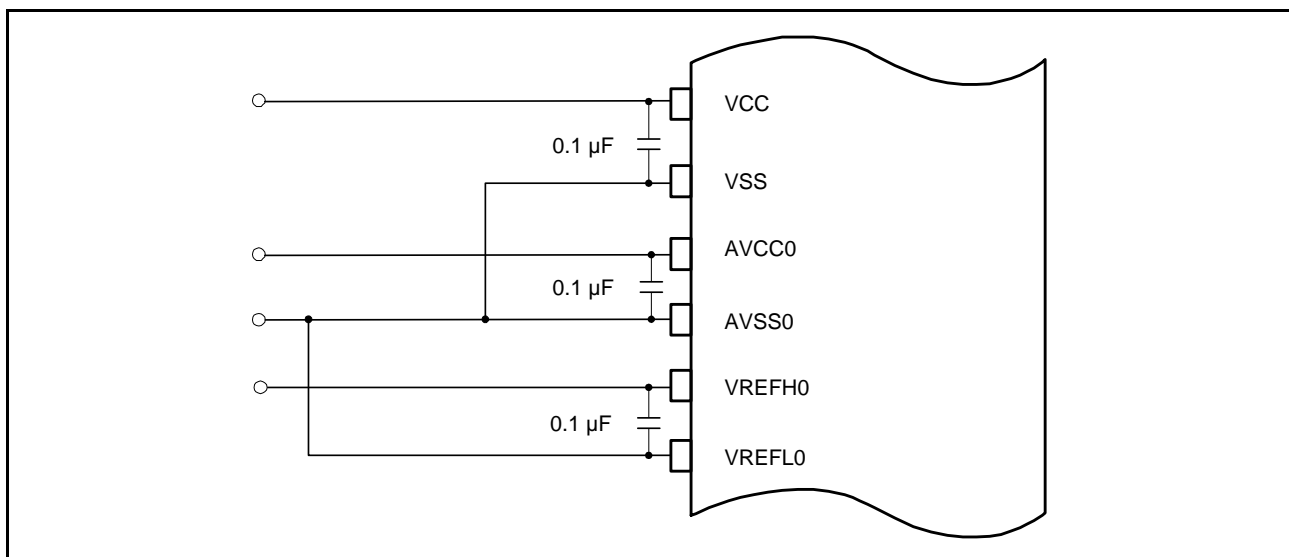 VCC
0.1 µF
VSS
AVCC0
0.1 µF
AVSS0
VREFH0
0.1 µF
VREFL0